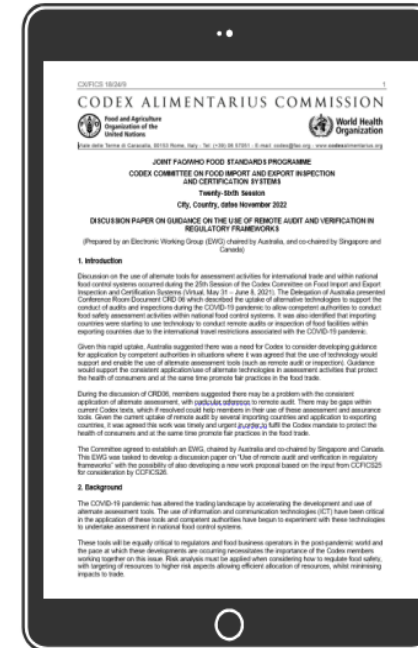 CX/FICS 18/24/9 1
CODEX ALIMENTARIUS COMMISSION
Food and Agriculture
Organization of the
United Nations
World Health
Organization
Viale delle Terme di Caracalla, 00153 Rome, Italy - Tel: (+39) 06 57051 - E-mail: codex@fao.org - www.codexalimentarius.org
JOINT FAO/WHO FOOD STANDARDS PROGRAMME
CODEX COMMITTEE ON FOOD IMPORT AND EXPORT INSPECTION
AND CERTIFICATION SYSTEMS
Twenty-Sixth Session
City, Country, dates November 2022
DISCUSSION PAPER ON GUIDANCE ON THE USE OF REMOTE AUDIT AND VERIFICATION IN
REGULATORY FRAMEWORKS
(Prepared by an Electronic Working Group (EWG) chaired by Australia, and co-chaired by Singapore and
Canada)
1. Introduction
Discussion on the use of alternate tools for assessment activities for international trade and within national
food control systems occurred during the 25th Session of the Codex Committee on Food Import and Export
Inspection and Certification Systems (Virtual, May 31 – June 8, 2021). The Delegation of Australia presented
Conference Room Document CRD 06 which described the uptake of alternative technologies to support the
conduct of audits and inspections during the COVID-19 pandemic to allow competent authorities to conduct
food safety assessment activities within national food control systems. It was also identified that importing
countries were starting to use technology to conduct remote audits or inspection of food facilities within
exporting countries due to the international travel restrictions associated with the COVID-19 pandemic.
Given this rapid uptake, Australia suggested there was a need for Codex to consider developing guidance
for application by competent authorities in situations where it was agreed that the use of technology would
support and enable the use of alternate assessment tools (such as remote audit or inspection). Guidance
would support the consistent application/use of alternate technologies in assessment activities that protect
the health of consumers and at the same time promote fair practices in the food trade.
During the discussion of CRD06, members suggested there may be a problem with the consistent
application of alternate assessment, with particular reference to remote audit. There may be gaps within
current Codex texts, which if resolved could help members in their use of these assessment and assurance
tools. Given the current uptake of remote audit by several importing countries and application to exporting
countries, it was agreed this work was timely and urgent in order to fulfil the Codex mandate to protect the
health of consumers and at the same time promote fair practices in the food trade.
The Committee agreed to establish an EWG, chaired by Australia and co-chaired by Singapore and Canada.
This EWG was tasked to develop a discussion paper on “Use of remote audit and verification in regulatory
frameworks” with the possibility of also developing a new work proposal based on the input from CCFICS25
for consideration by CCFICS26.
2. Background
The COVID-19 pandemic has altered the trading landscape by accelerating the development and use of
alternate assessment tools. The use of information and communication technologies (ICT) have been critical
in the application of these tools and competent authorities have begun to experiment with these technologies
to undertake assessment in national food control systems.
These tools will be equally critical to regulators and food business operators in the post-pandemic world and
the pace at which these developments are occurring necessitates the importance of the Codex members
working together on this issue. Risk analysis must be applied when considering how to regulate food safety,
with targeting of resources to higher risk aspects allowing efficient allocation of resources, whilst minimising
impacts to trade.